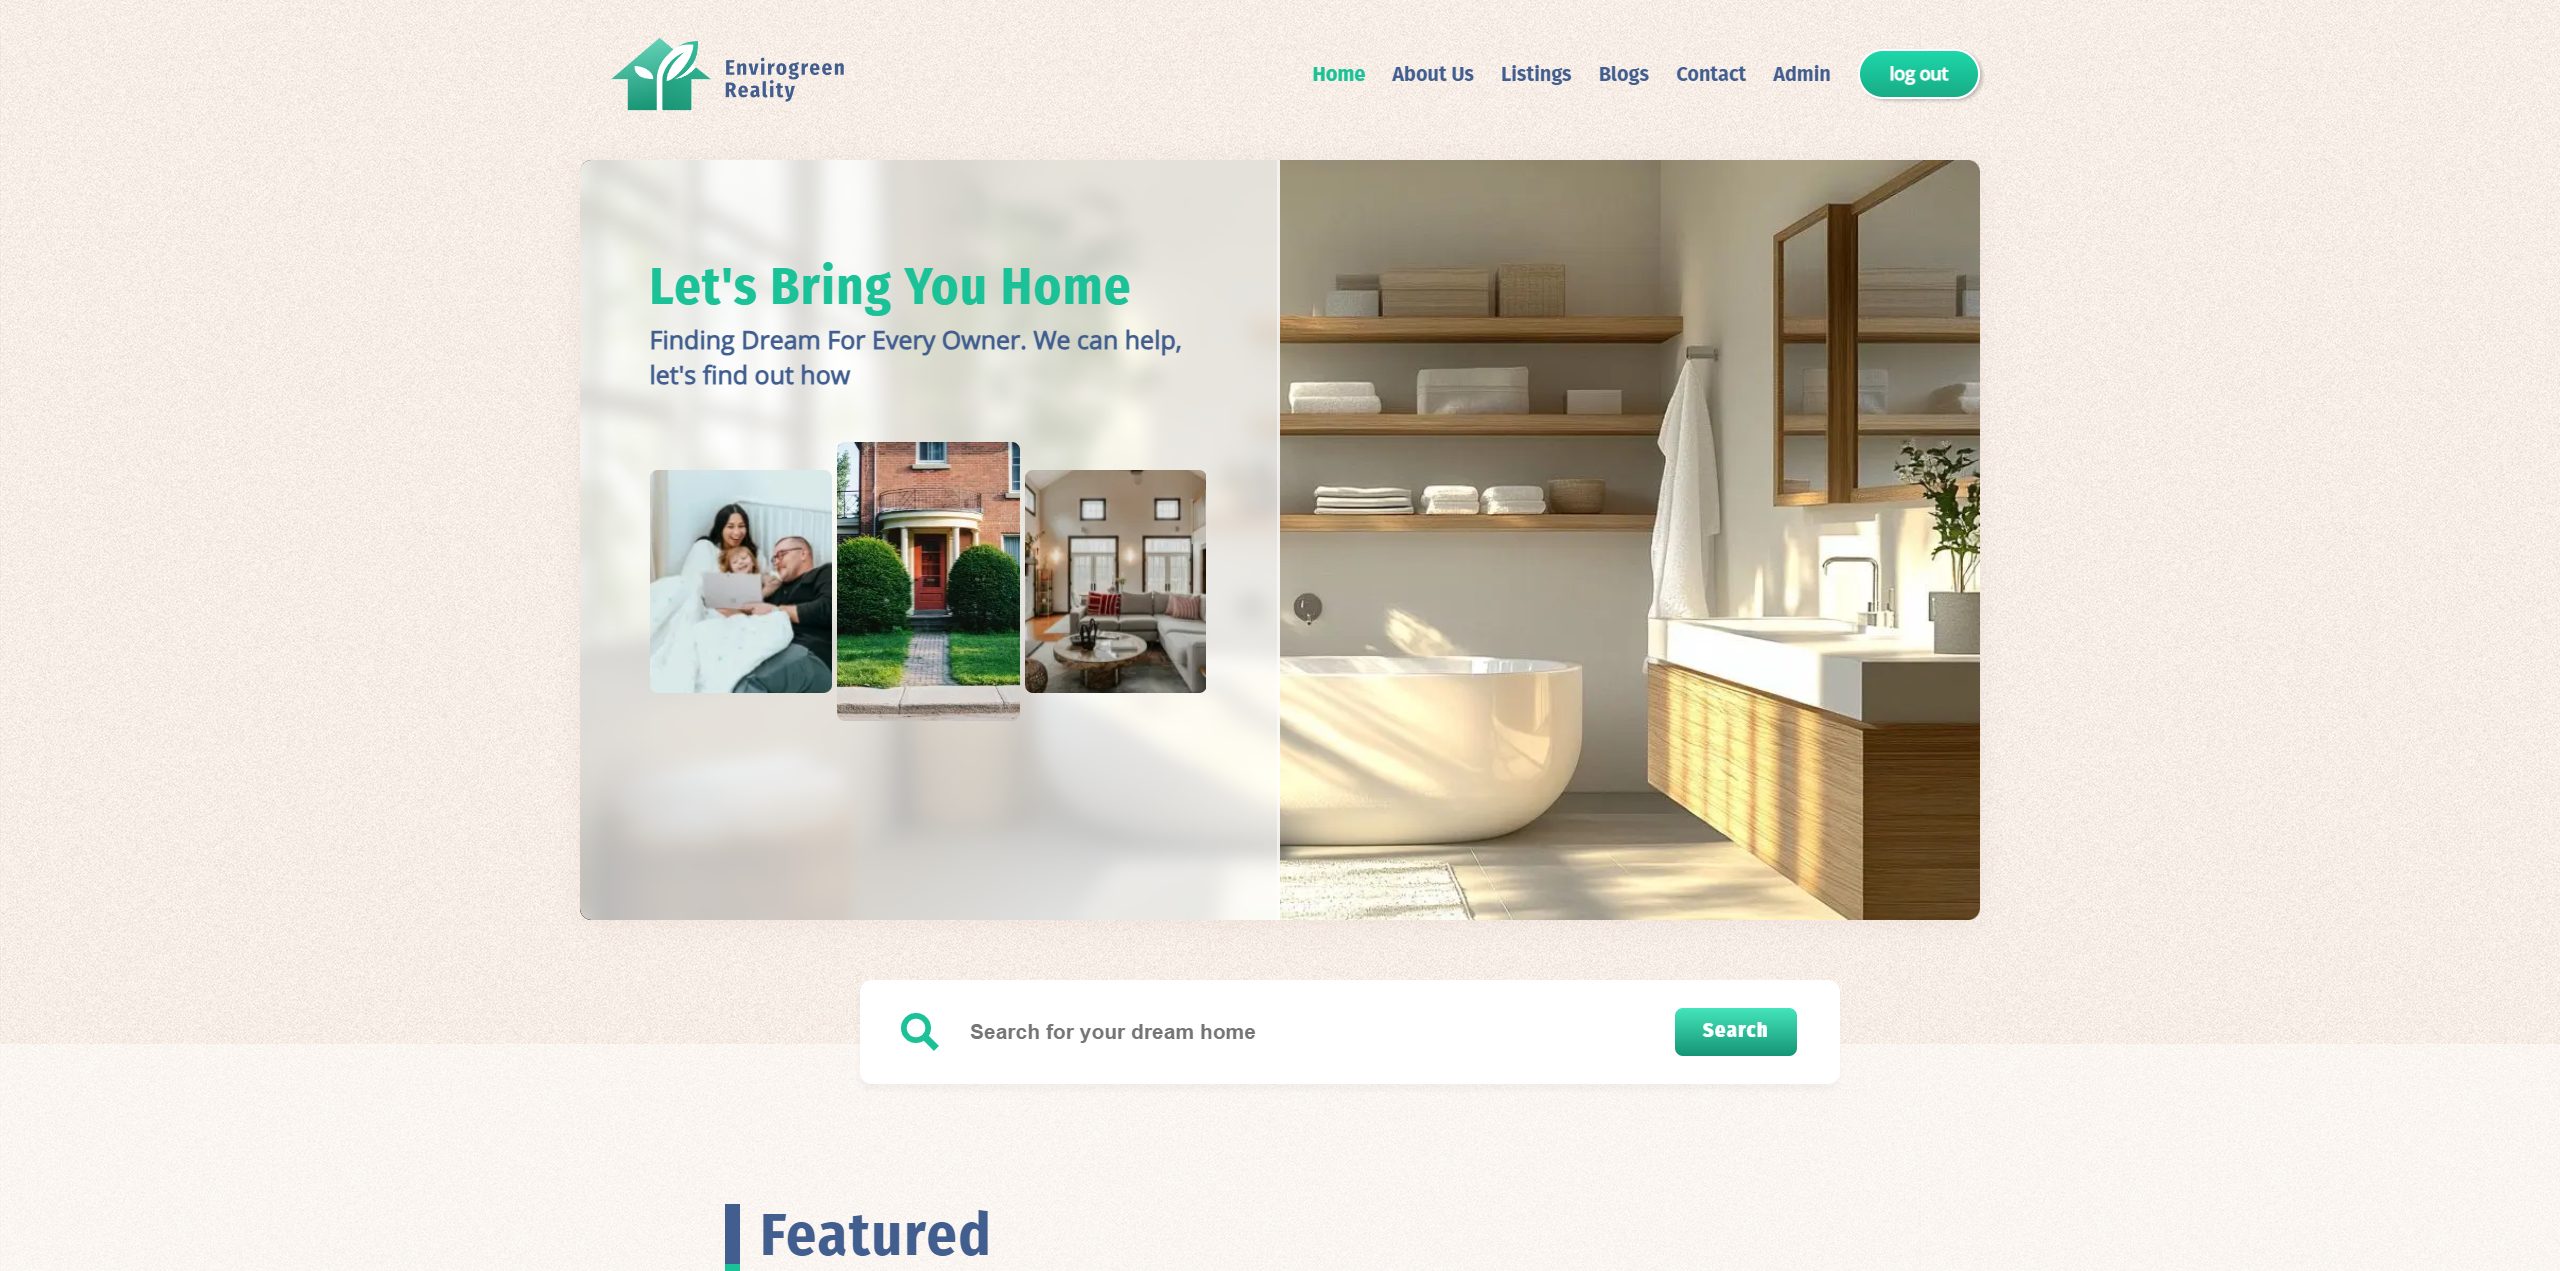 Envirogreen
Reality
Home About Us Listings Blogs Contact Admin log out
Let's Bring You Home
Finding Dream For Every Owner. We can help,
let's find out how
Search for your dream home Search
Featured